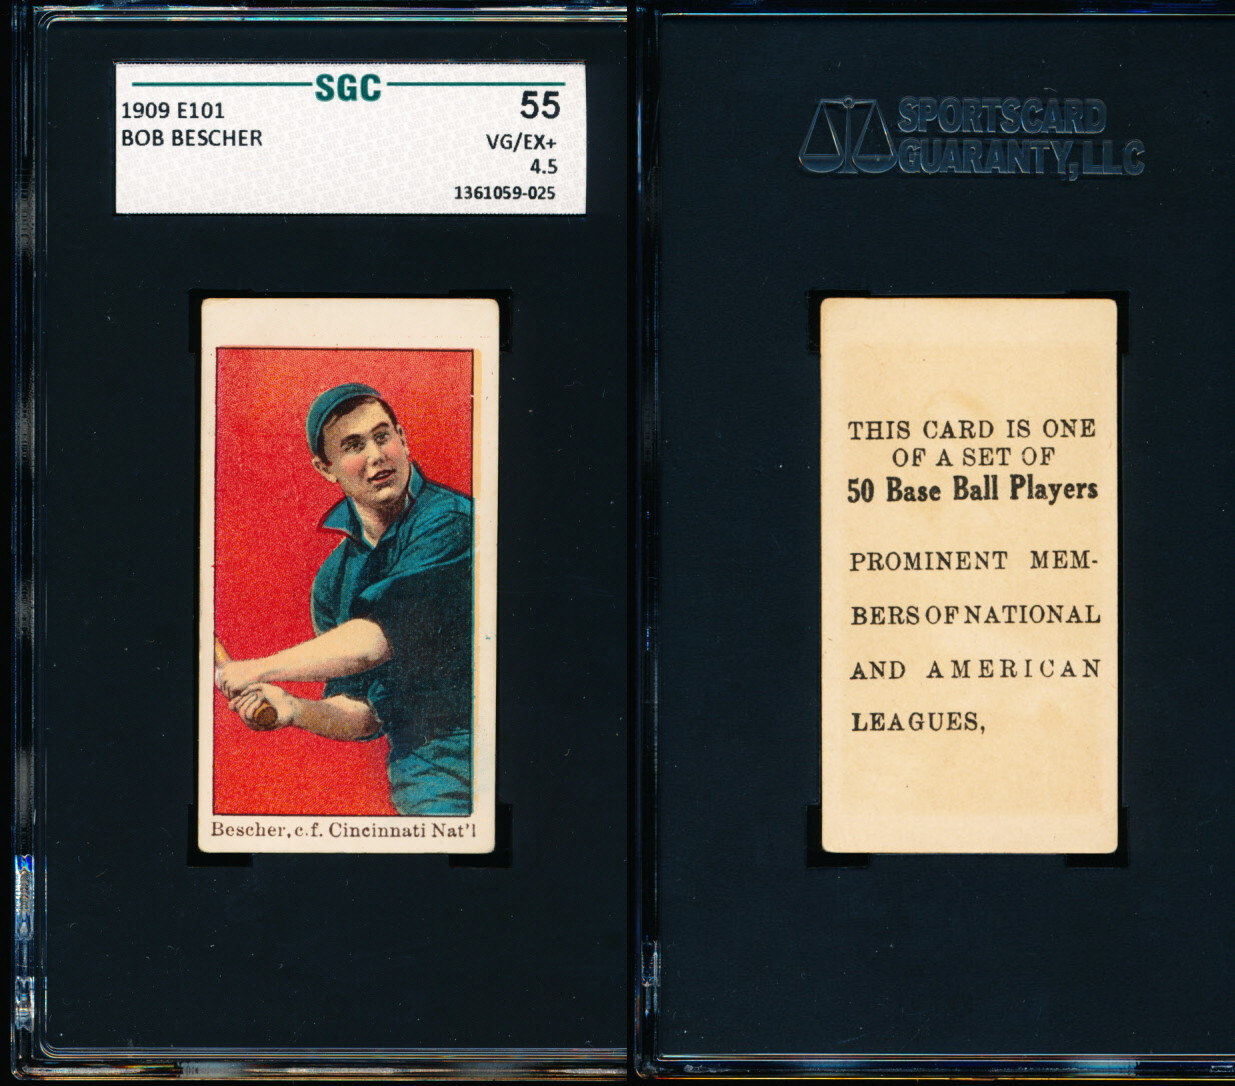 SGC
1909 E101
55
BOB BESCHER
VG/EX+
4.5
1361059-025
Bescher, c.f. Cincinnati Nat'l
SPORTSCARD
GUARANTY, LLC
THIS CARD IS ONE
OF A SET OF
50 Base Ball Players
PROMINENT MEM-
BERS OF NATIONAL
AND AMERICAN
LEAGUES,